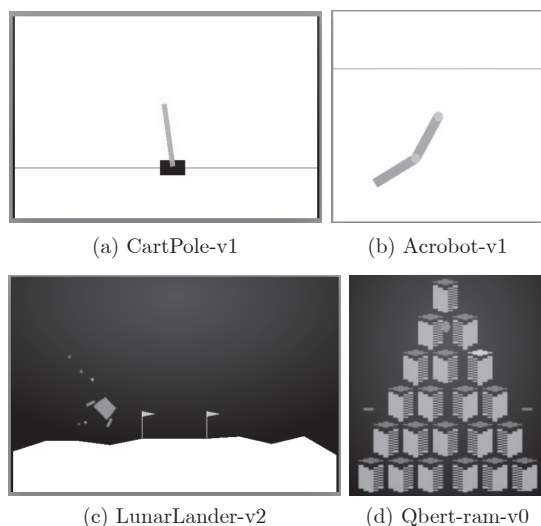 (a) CartPole-v1
(b) Acrobot-v1
(c) LunarLander-v2
(d) Qbert-ram-v0